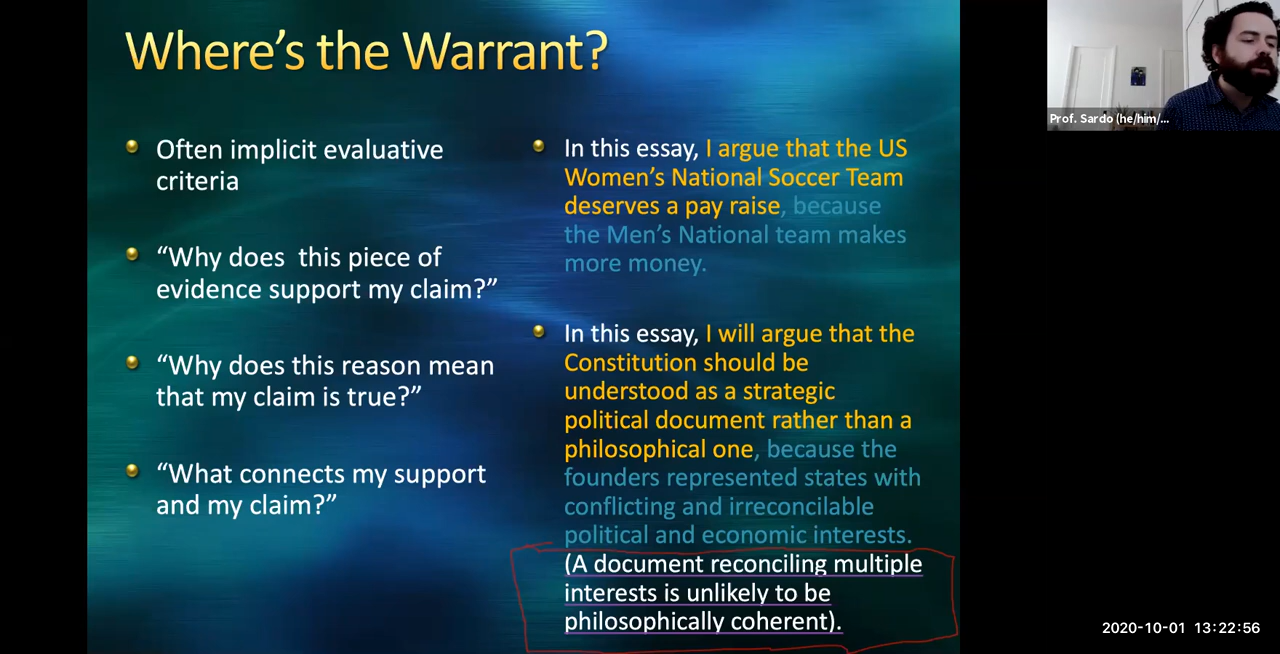 Where's the Warrant?
Often implicit evaluative
criteria
“Why does  this piece of
evidence support my claim?”
“Why does this reason mean
that my claim is true?”
“What connects my support
and my claim?”
In this essay, I argue that the US
Women's National Soccer Team
deserves a pay raise, because
the Men's National team makes
more money.
In this essay, I will argue that the
Constitution should be
understood as a strategic
political document rather than a
philosophical one, because the
founders represented states with
conflicting and irreconcilable
political and economic interests.
(A document reconciling multiple
interests is unlikely to be
philosophically coherent).
Prof. Sardo (he/him/...
2020-10-01 13:22:56